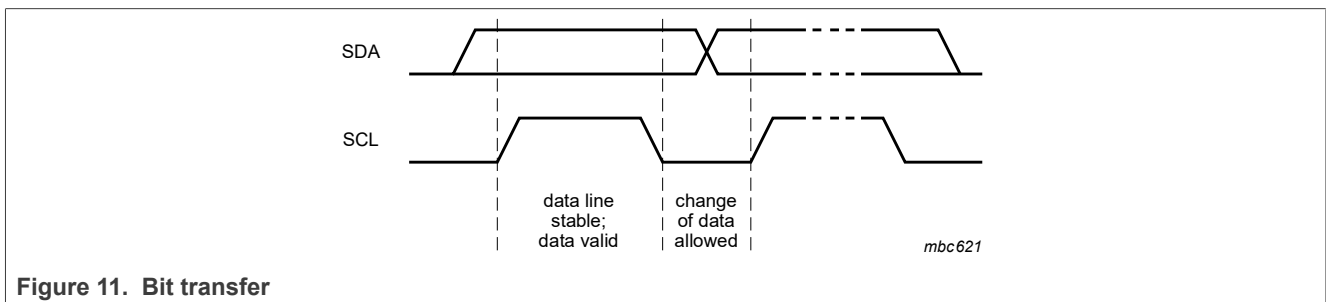 SDA
SCL
data line
stable;
data valid
change
of data
allowed
mbc621
Figure 11. Bit transfer